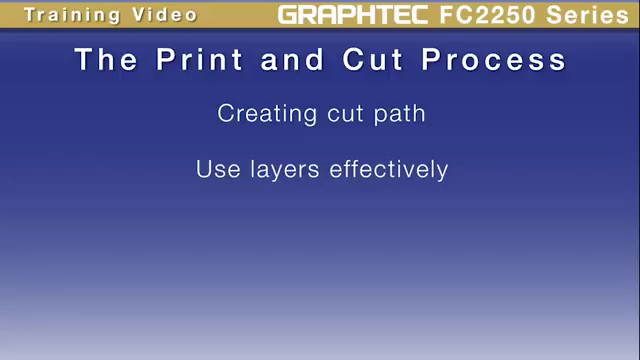 Training Video GRAPHTEC FC2250 Series
The Print and Cut Process
Creating cut path
Use layers effectively